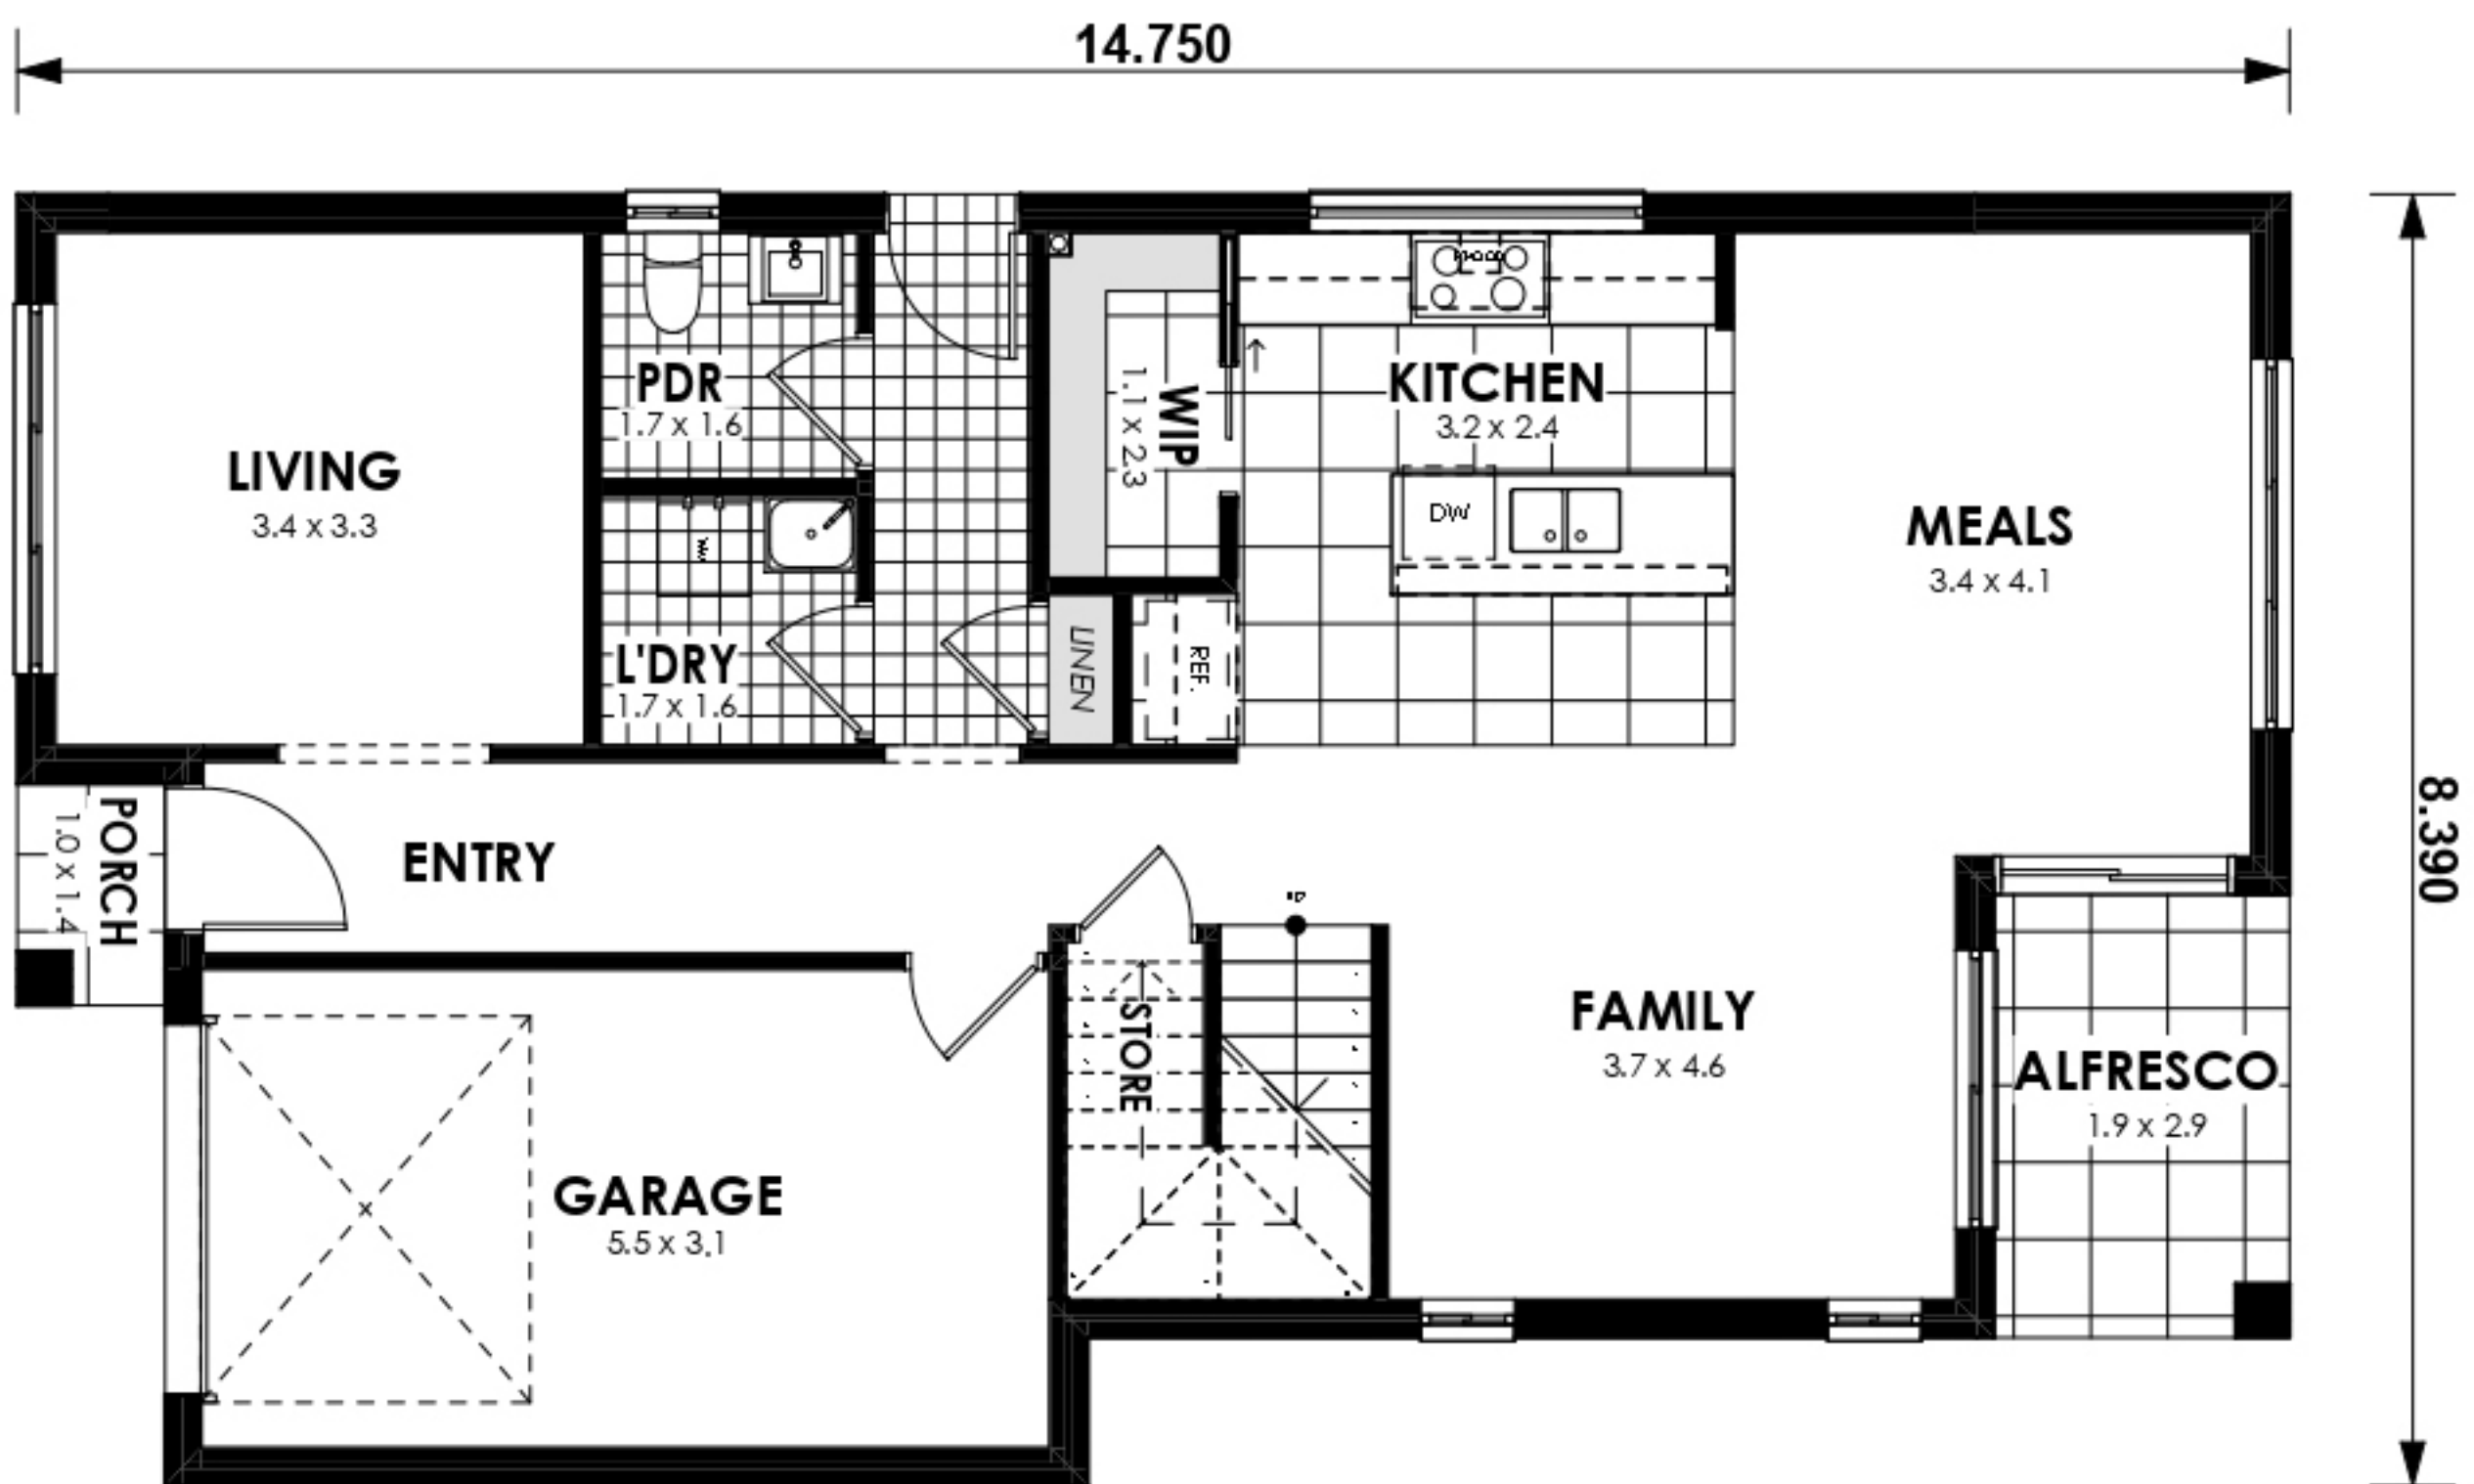 14.750
LIVING
3.4 x 3.3
PDR
1.7 x 1.6
L'DRY
1.7 x 1.6
WIP
1.1 x 2.3
LINEN
REF.
KITCHEN
3.2 x 2.4
DW
MEALS
3.4 x 4.1
8.390
PORCH
1.0 x 1.4
ENTRY
STORE
FAMILY
3.7 x 4.6
ALFRESCO
1.9 x 2.9
GARAGE
5.5 x 3.1